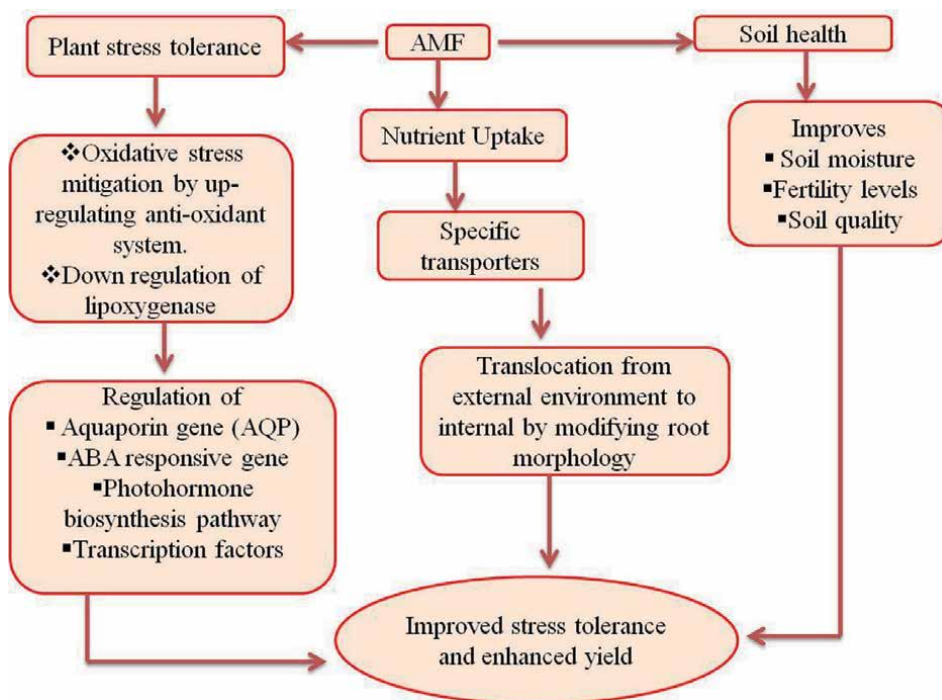 Plant stress tolerance
AMF
Soil health
❖Oxidative stress
mitigation by up-
regulating anti-oxidant
system.
❖Down regulation of
lipoxygenase
Nutrient Uptake
Improves
▪ Soil moisture
▪Fertility levels
▪Soil quality
Specific
transporters
Regulation of
▪ Aquaporin gene (AQP)
▪ABA responsive gene
▪Photohormone
biosynthesis pathway
▪Transcription factors
Translocation from
external environment to
internal by modifying root
morphology
Improved stress tolerance
and enhanced yield